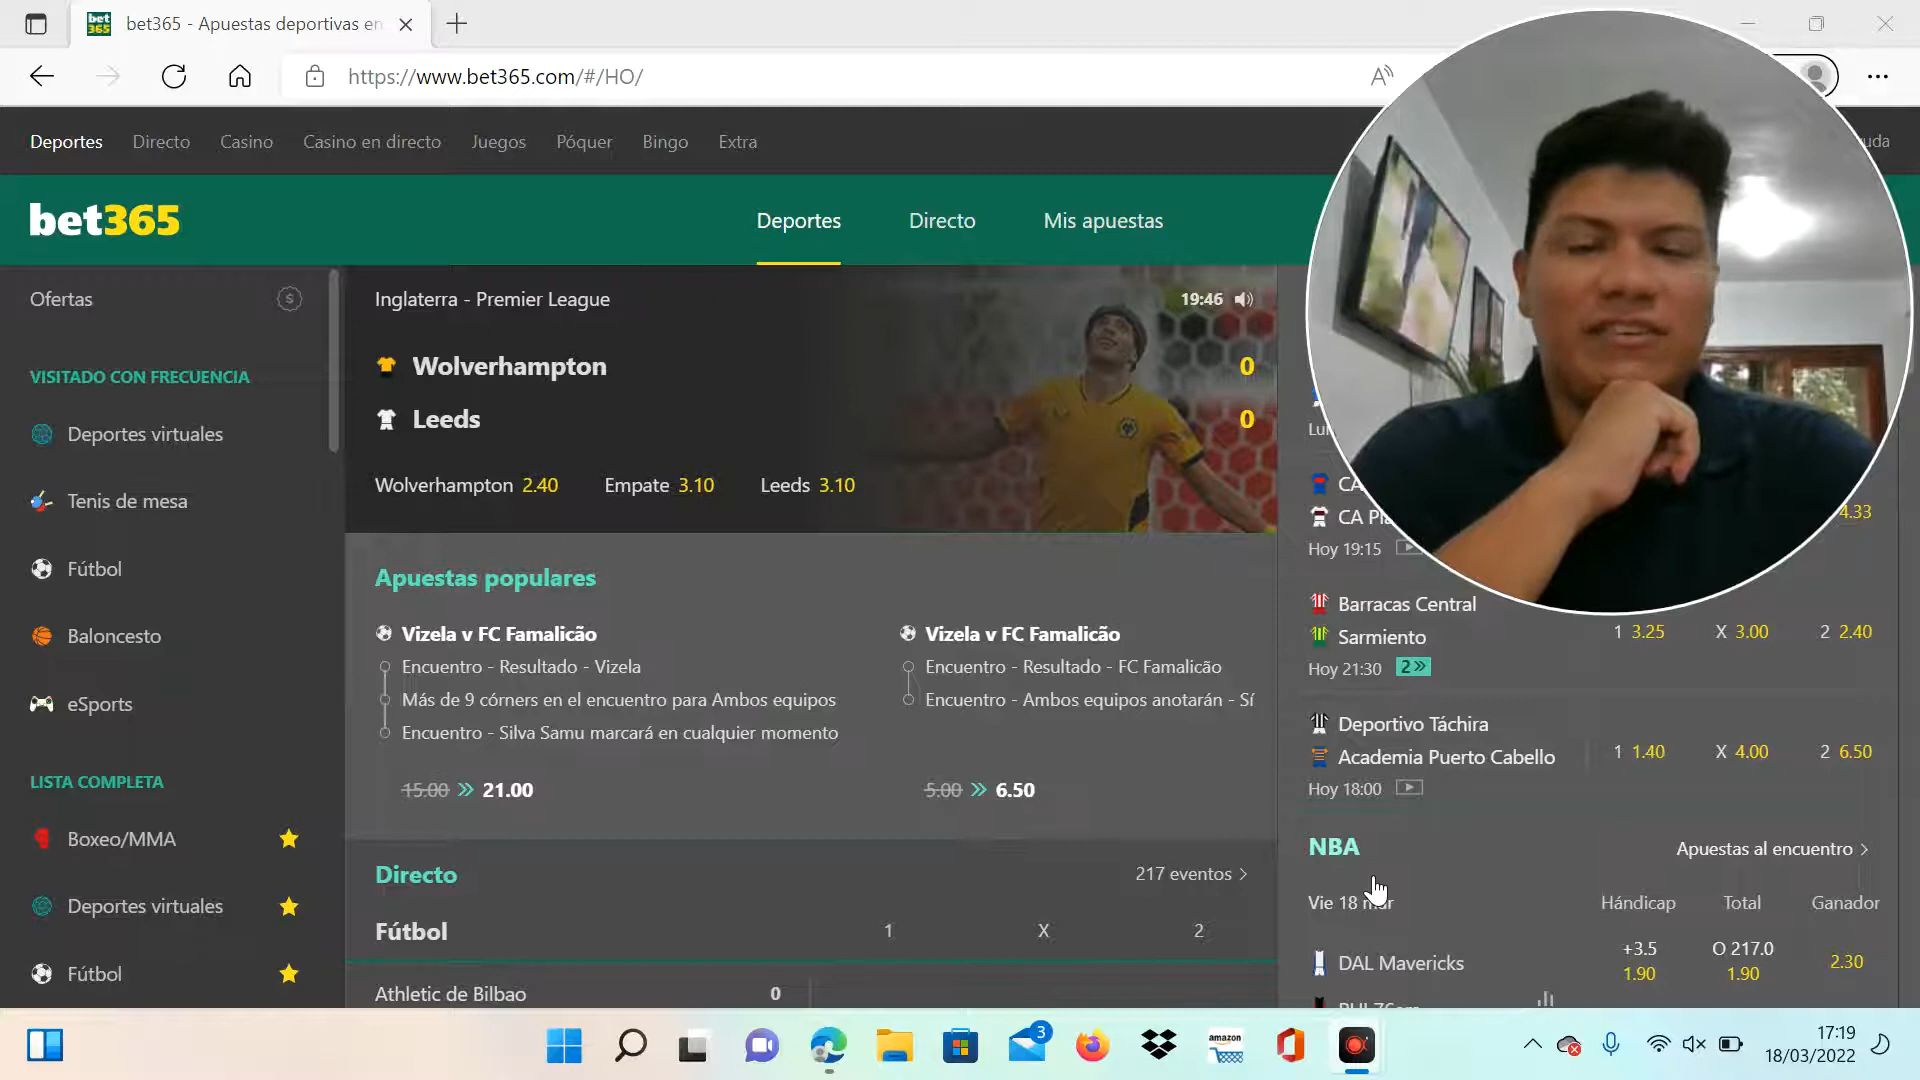 bet365 - Apuestas deportivas en
https://www.bet365.com/#/HO/
Deportes Directo Casino Casino en directo Juegos Póquer Bingo Extra
bet365
Deportes Directo Mis apuestas
Ofertas
VISITADO CON FRECUENCIA
Deportes virtuales
Tenis de mesa
Fútbol
Baloncesto
eSports
LISTA COMPLETA
Boxeo/MMA
Deportes virtuales
Fútbol
Inglaterra - Premier League 19:46
Wolverhampton 0
Leeds 0
Wolverhampton 2.40 Empate 3.10 Leeds 3.10
Apuestas populares
Vizela v FC Famalicão
Encuentro - Resultado - Vizela
Más de 9 córners en el encuentro para Ambos equipos
Encuentro - Silva Samu marcará en cualquier momento
15.00 » 21.00
Vizela v FC Famalicão
Encuentro - Resultado - FC Famalicão
Encuentro - Ambos equipos anotarán - Sí
5.00 » 6.50
Directo 217 eventos >
Fútbol 1 X 2
Athletic de Bilbao 0
CA
4.33
Hoy 19:15
Barracas Central
Sarmiento
1 3.25 X 3.00 2 2.40
Hoy 21:30 2»
Deportivo Táchira
Academia Puerto Cabello
1 1.40 X 4.00 2 6.50
Hoy 18:00
NBA Apuestas al encuentro >
Vie 18 mar Hándicap Total Ganador
DAL Mavericks
+3.5 O 217.0
1.90 1.90 2.30
3
amazon
17:19
18/03/2022